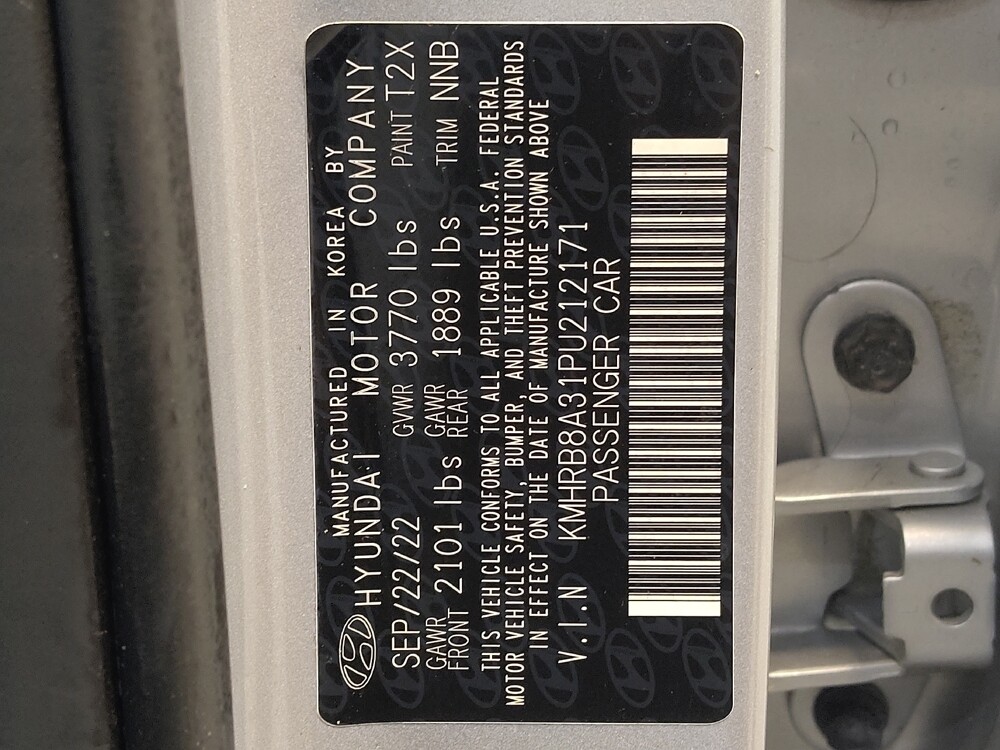 MANUFACTURED IN KOREA BY
HYUNDAI MOTOR COMPANY
SEP/22/22 GVWR 3770 lbs PAINT T2X
GAWR FRONT 2101 lbs GAWR REAR 1889 lbs TRIM NNB
THIS VEHICLE CONFORMS TO ALL APPLICABLE U.S.A. FEDERAL
MOTOR VEHICLE SAFETY, BUMPER, AND THEFT PREVENTION STANDARDS
IN EFFECT ON THE DATE OF MANUFACTURE SHOWN ABOVE
V.I.N KMHRB8A31PU212171
PASSENGER CAR